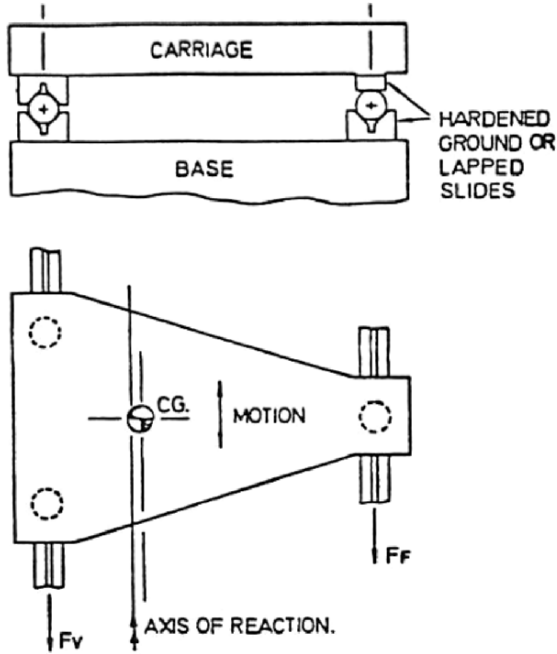 CARRIAGE
HARDENED
GROUND OR
LAPPED
SLIDES
BASE
CG.
MOTION
FF
FV
AXIS OF REACTION.